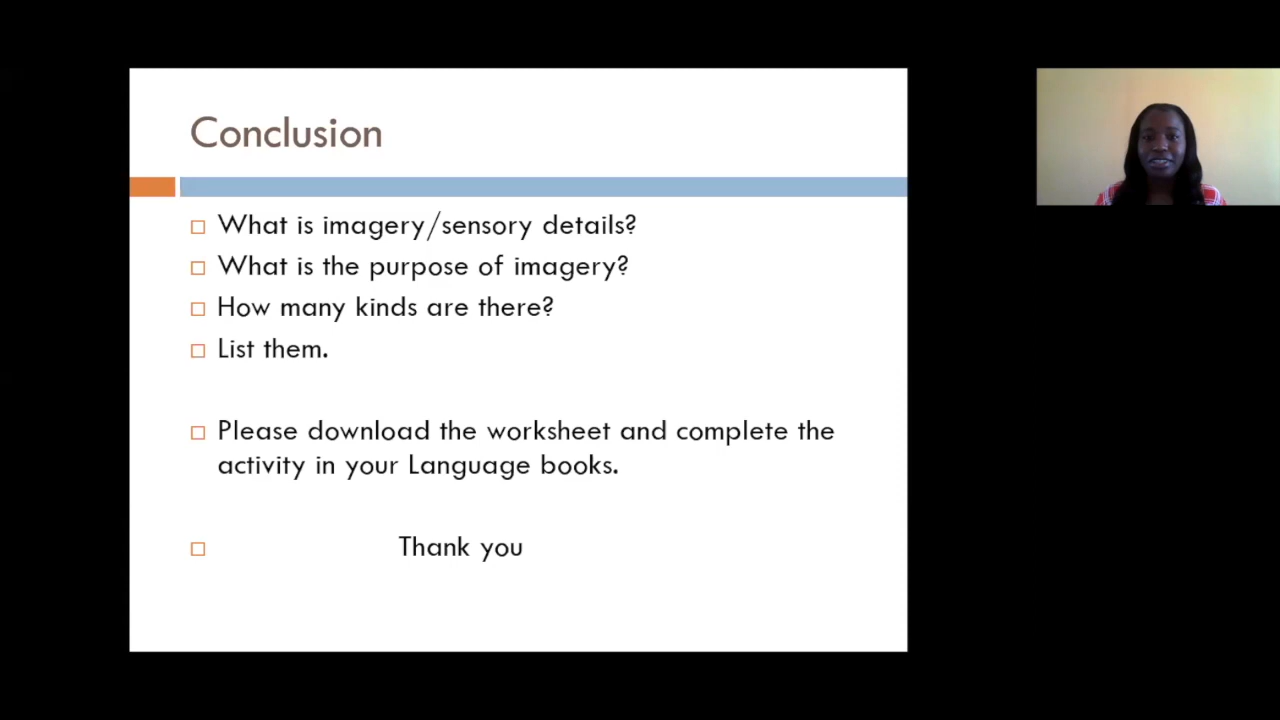 Conclusion
What is imagery/sensory details?
What is the purpose of imagery?
How many kinds are there?
List them.
Please download the worksheet and complete the
activity in your Language books.
Thank you